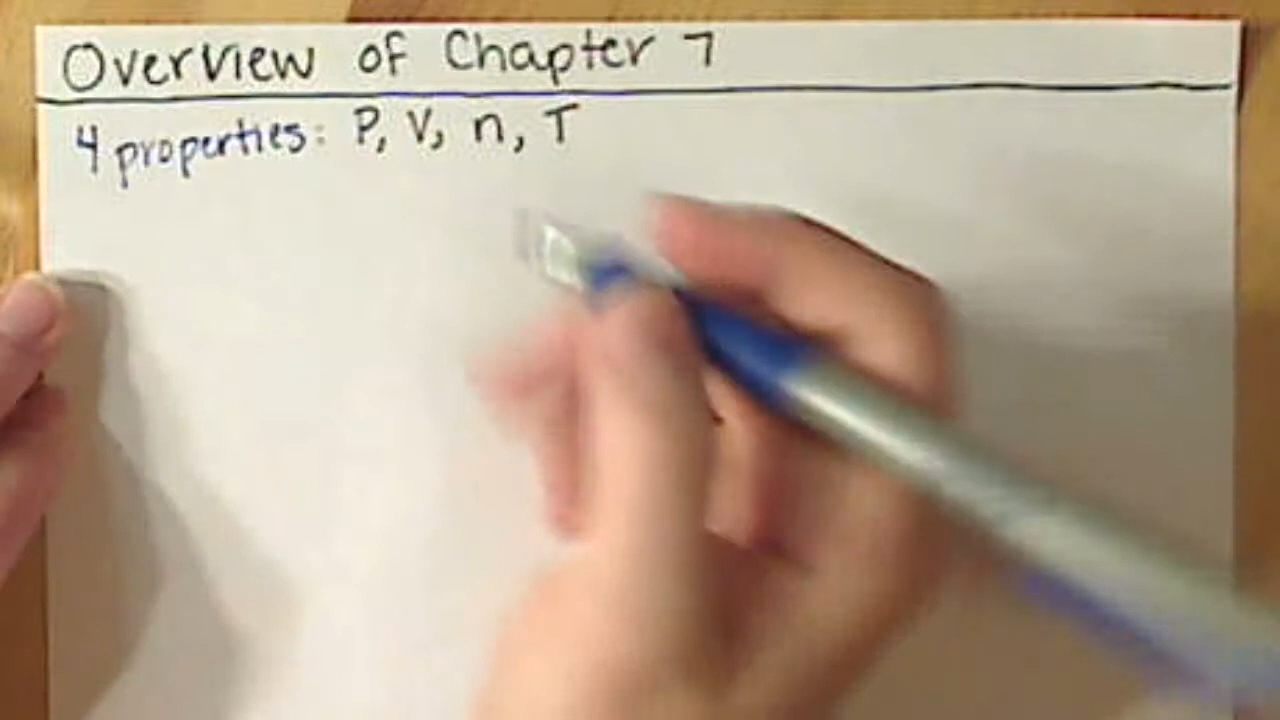 Overview of Chapter 7
4 properties: P, V, n, T